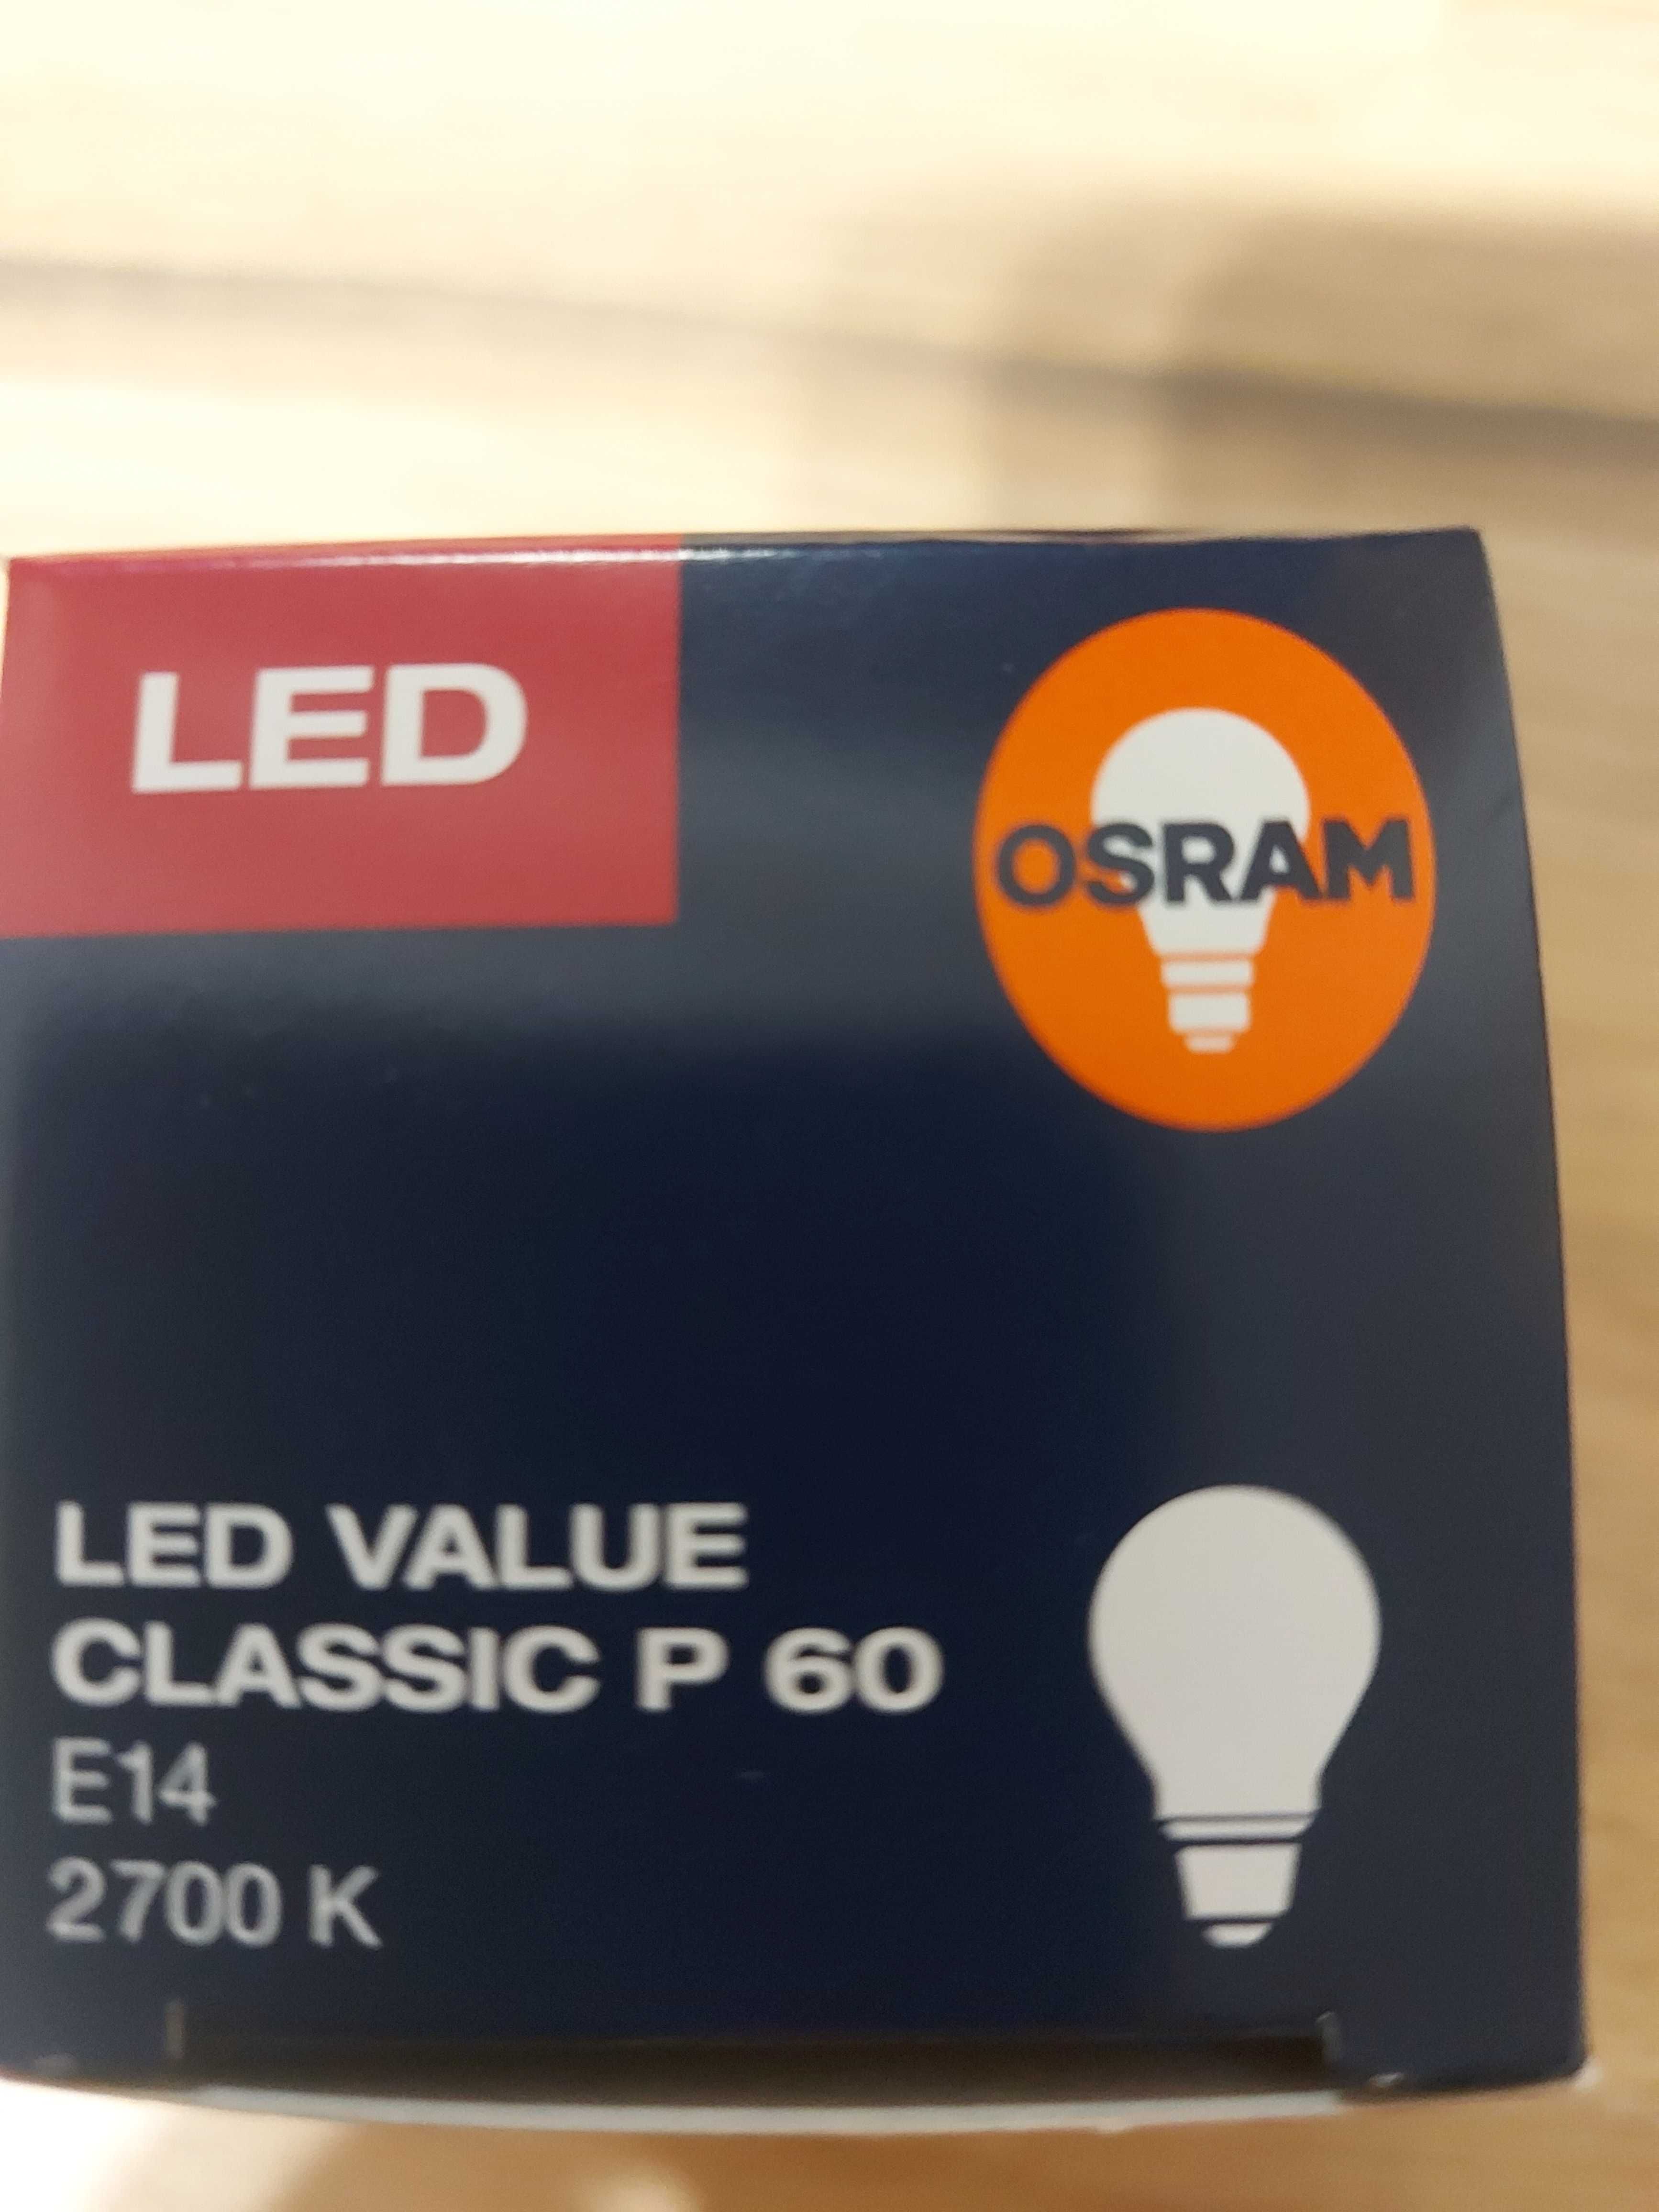 LED
OSRAM
LED VALUE
CLASSIC P 60
E14
2700 K